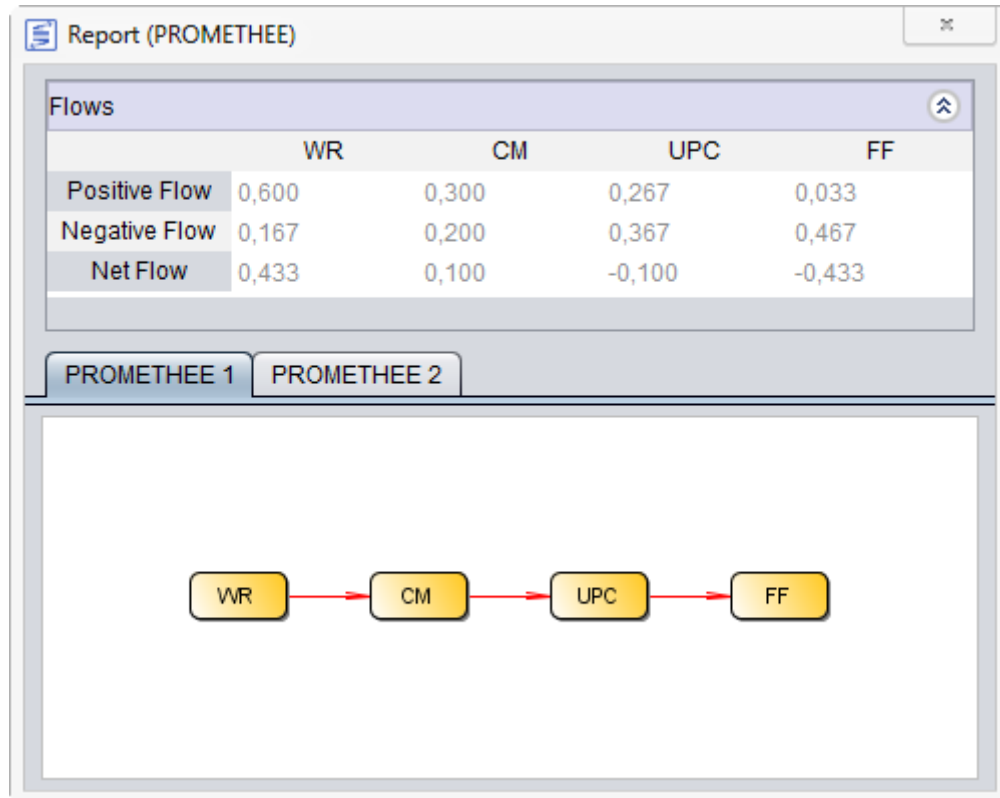 Report (PROMETHEE)
Flows
WR CM UPC FF
Positive Flow 0,600 0,300 0,267 0,033
Negative Flow 0,167 0,200 0,367 0,467
Net Flow 0,433 0,100 -0,100 -0,433
PROMETHEE 1 PROMETHEE 2
WR CM UPC FF